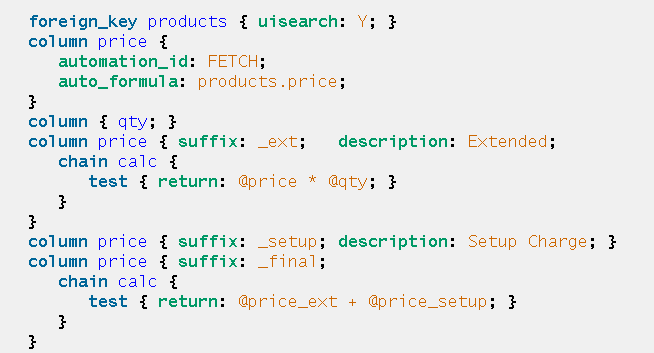 foreign_key products { uisearch: Y; }
column price {
automation_id: FETCH;
auto_formula: products.price;
}
column { qty; }
column price { suffix: _ext; description: Extended;
chain calc {
test { return: @price * @qty; }
}
}
column price { suffix: _setup; description: Setup Charge; }
column price { suffix: _final;
chain calc {
test { return: @price_ext + @price_setup; }
}
}